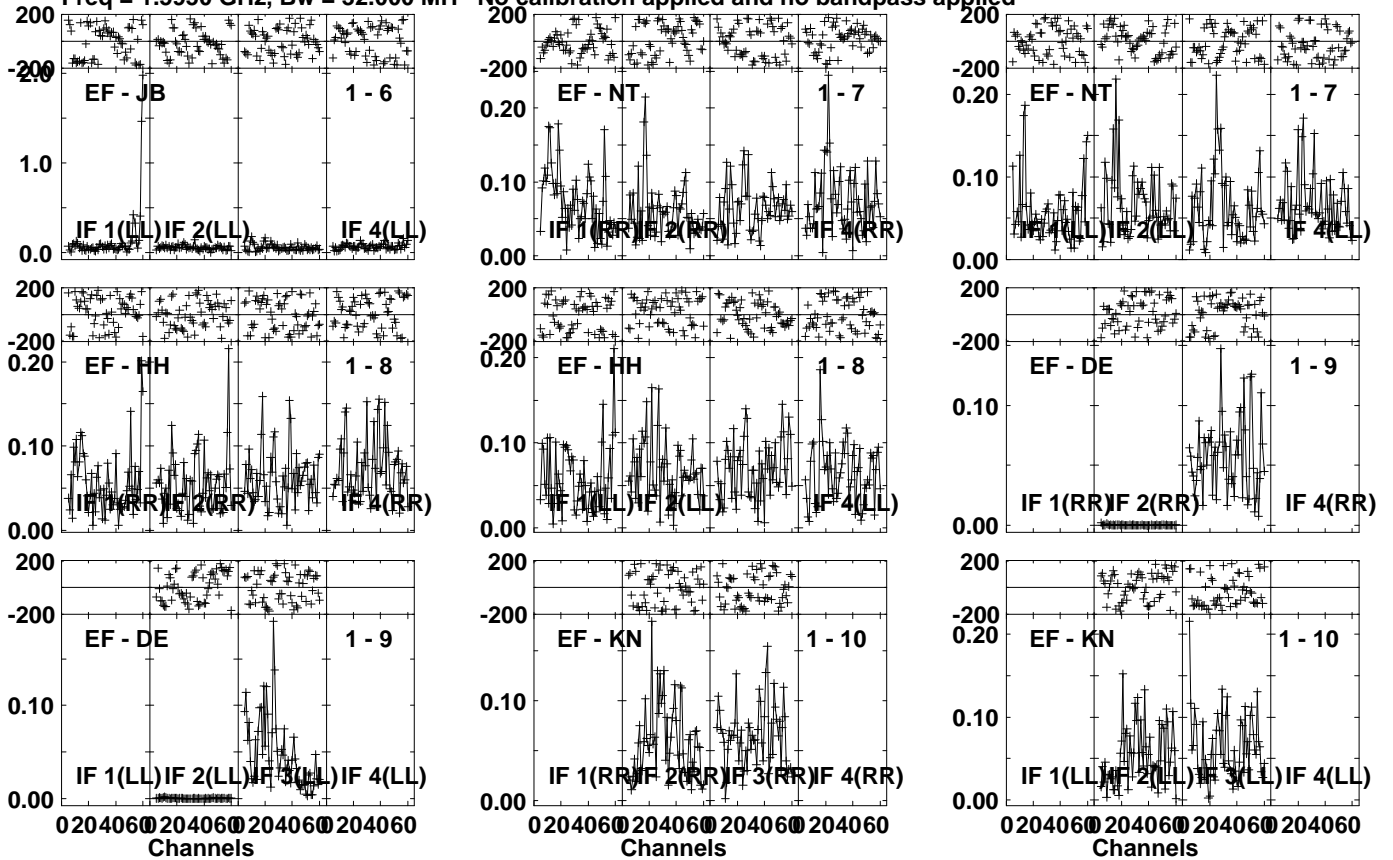 Freq = 1.5950 GHz, Bw = 32.000 MH No calibration applied and no bandpass applied
200
-200
2.0
1.0
0.0
EF - JB
1 - 6
IF 1(LL)
IF 2(LL)
IF 4(LL)
0.20
0.10
0.00
EF - NT
1 - 7
IF 1(RR)
IF 2(RR)
IF 4(RR)
0.20
0.10
0.00
EF - NT
1 - 7
IF 1(LL)
IF 2(LL)
IF 4(LL)
200
-200
0.20
0.10
0.00
EF - HH
1 - 8
IF 1(RR)
IF 2(RR)
IF 4(RR)
200
-200
0.20
0.10
0.00
EF - HH
1 - 8
IF 1(LL)
IF 2(LL)
IF 4(LL)
200
-200
0.10
0.00
EF - DE
1 - 9
IF 1(RR)
IF 2(RR)
IF 4(RR)
200
-200
0.10
0.00
EF - DE
1 - 9
IF 1(LL)
IF 2(LL)
IF 3(LL)
IF 4(LL)
0 20 40 60 0 20 40 60 0 20 40 60 0 20 40 60
Channels
200
-200
0.10
0.00
EF - KN
1 - 10
IF 1(RR)
IF 2(RR)
IF 3(RR)
IF 4(RR)
0 20 40 60 0 20 40 60 0 20 40 60 0 20 40 60
Channels
200
-200
0.20
0.10
0.00
EF - KN
1 - 10
IF 1(LL)
IF 2(LL)
IF 3(LL)
IF 4(LL)
0 20 40 60 0 20 40 60 0 20 40 60 0 20 40 60
Channels